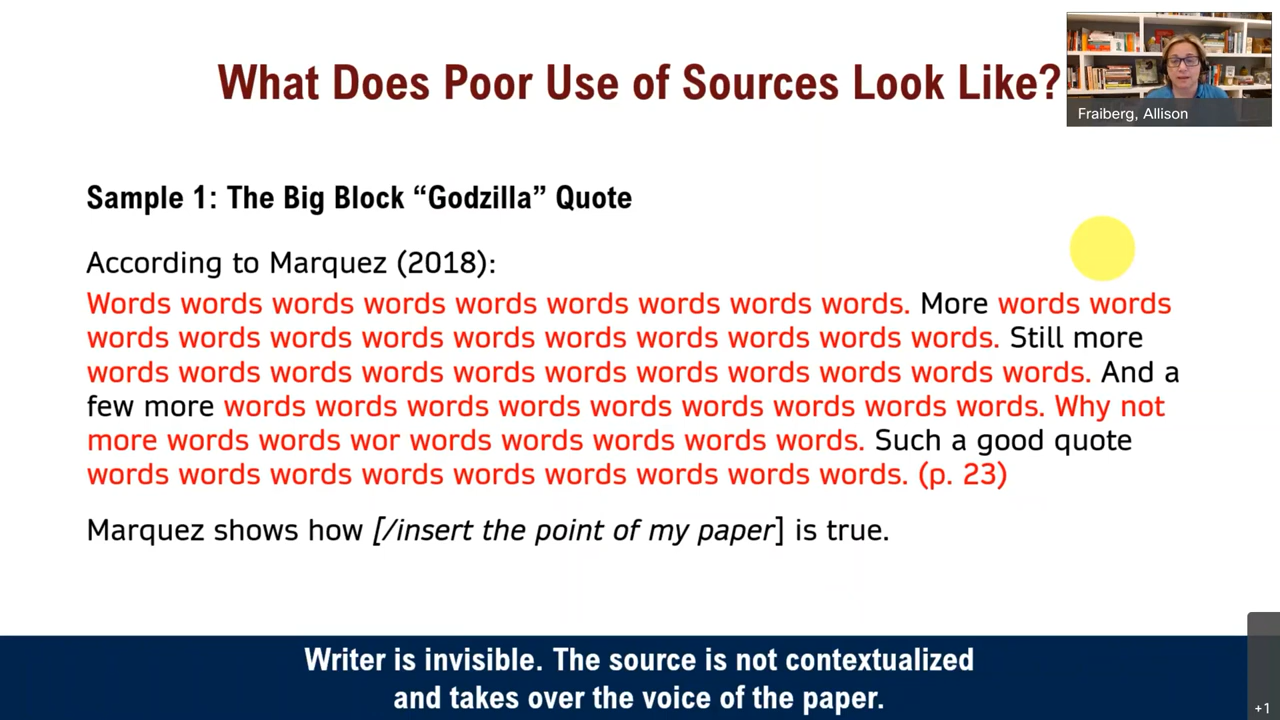 What Does Poor Use of Sources Look Like?
Fraiberg, Allison
Sample 1: The Big Block “Godzilla” Quote
According to Marquez (2018):
Words words words words words words words words words. More words words
words words words words words words words words words words. Still more
words words words words words words words words words words words. And a
few more words words words words words words words words words. Why not
more words words wor words words words words words. Such a good quote
words words words words words words words words words. (p. 23)
Marquez shows how [/insert the point of my paper] is true.
Writer is invisible. The source is not contextualized
and takes over the voice of the paper.
+1